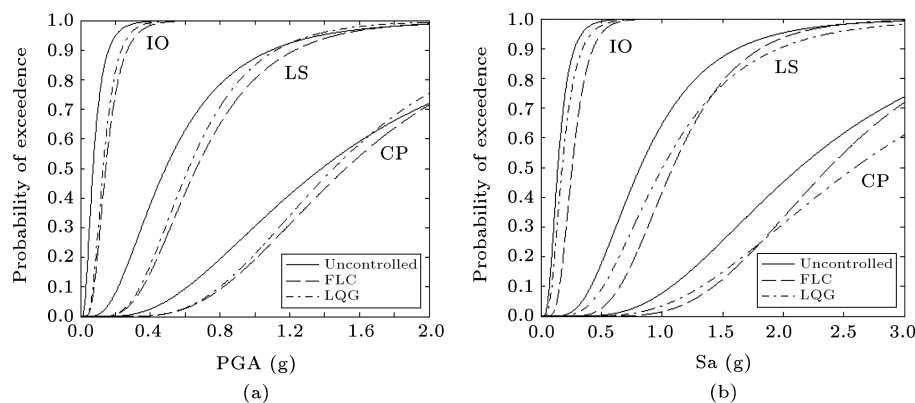 Probability of exceedence
1.0
0.9
0.8
0.7
0.6
0.5
0.4
0.3
0.2
0.1
0.0
IO
LS
CP
Uncontrolled
FLC
LQG
0.0 0.4 0.8 1.2 1.6 2.0
PGA (g)
(a)
Probability of exceedence
1.0
0.9
0.8
0.7
0.6
0.5
0.4
0.3
0.2
0.1
0.0
IO
LS
CP
Uncontrolled
FLC
LQG
0.0 0.5 1.0 1.5 2.0 2.5 3.0
Sa (g)
(b)